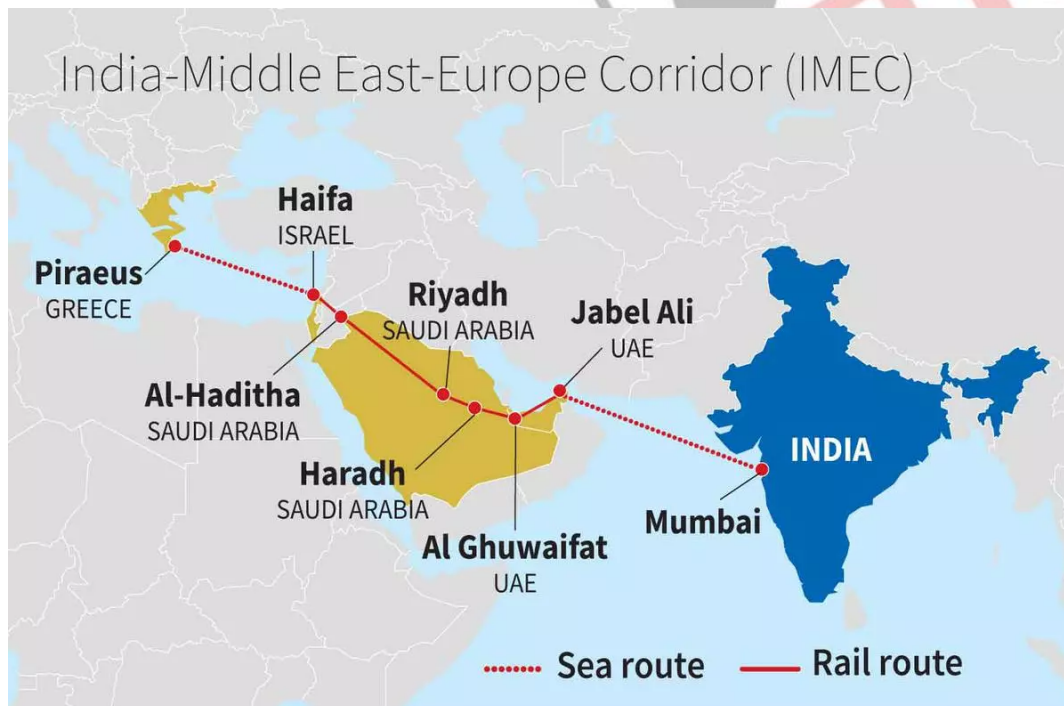 India-Middle East-Europe Corridor (IMEC)
Haifa
ISRAEL
Piraeus
GREECE
Riyadh
SAUDI ARABIA
Jabel Ali
UAE
Al-Haditha
SAUDI ARABIA
Haradh
SAUDI ARABIA
INDIA
Mumbai
Al Ghuwaifat
UAE
Sea route
Rail route